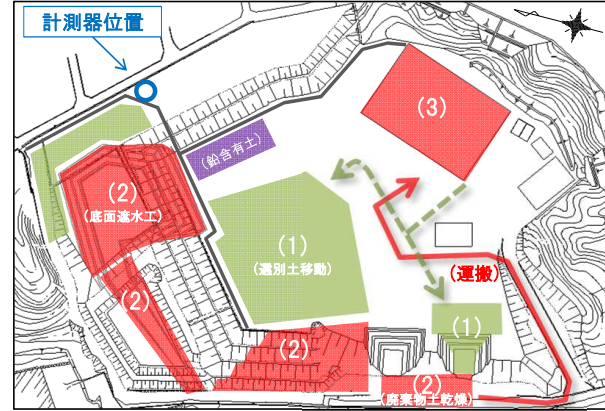 計測器位置
(3)
(鉛含有土)
(2)
(底面遮水工)
(1)
(選別土移動)
(運搬)
(2)
(1)
(2)
(2)
(廃棄物土乾燥)